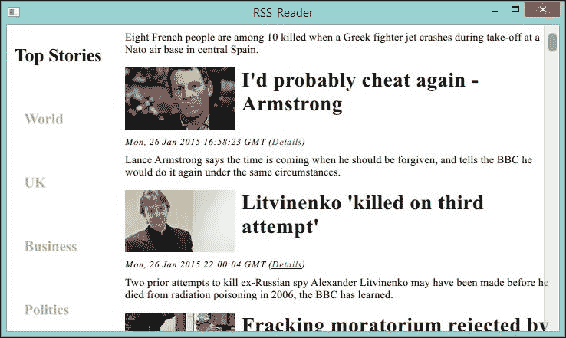 RSS Reader
Top Stories
World
UK
Business
Politics
Eight French people are among 10 killed when a Greek fighter jet crashes during take-off at a
Nato air base in central Spain.
I'd probably cheat again -
Armstrong
Mon, 26 Jan 2015 16:58:23 GMT (Details)
Lance Armstrong says the time is coming when he should be forgiven, and tells the BBC he
would do it again under the same circumstances.
Litvinenko 'killed on third
attempt'
Mon, 26 Jan 2015 22:00:04 GMT (Details)
Two prior attempts to kill ex-Russian spy Alexander Litvinenko may have been made before he
died from radiation poisoning in 2006, the BBC has learned.
Fracking moratorium rejected by